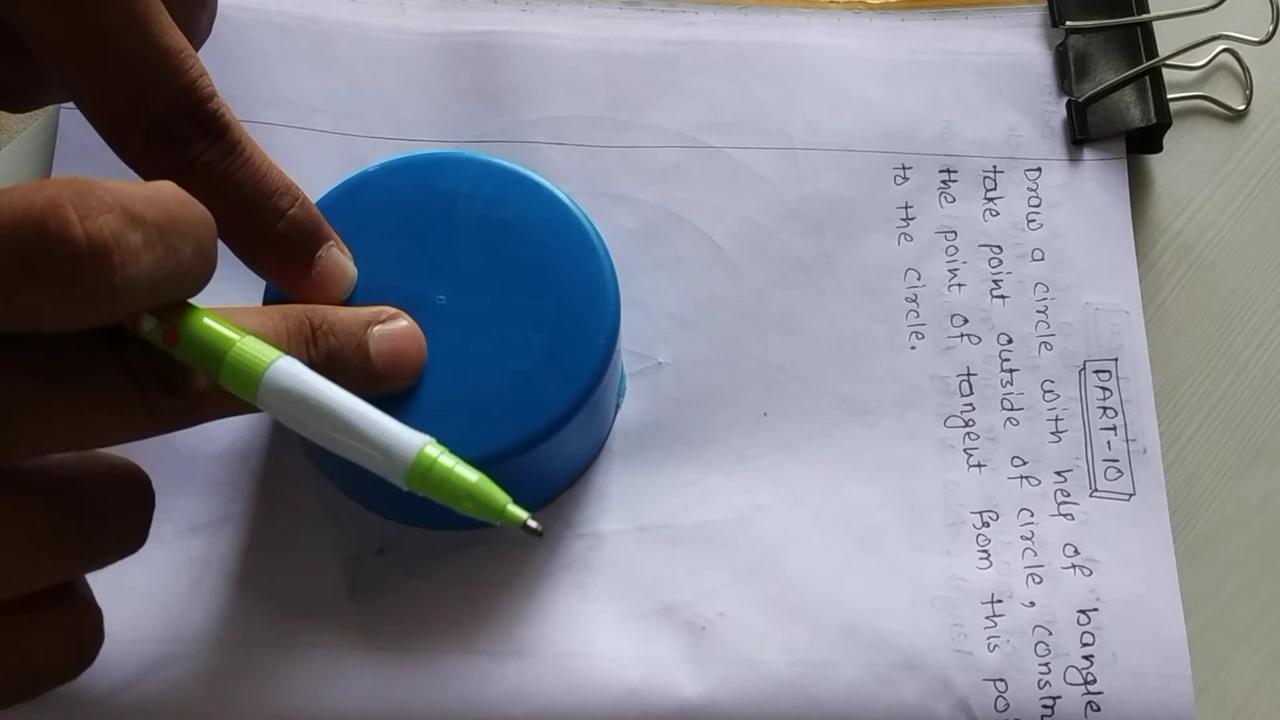 PART-10
Draw a circle with help of bangle
take point outside of circle, constr
the point of tangent from this poi
to the circle.